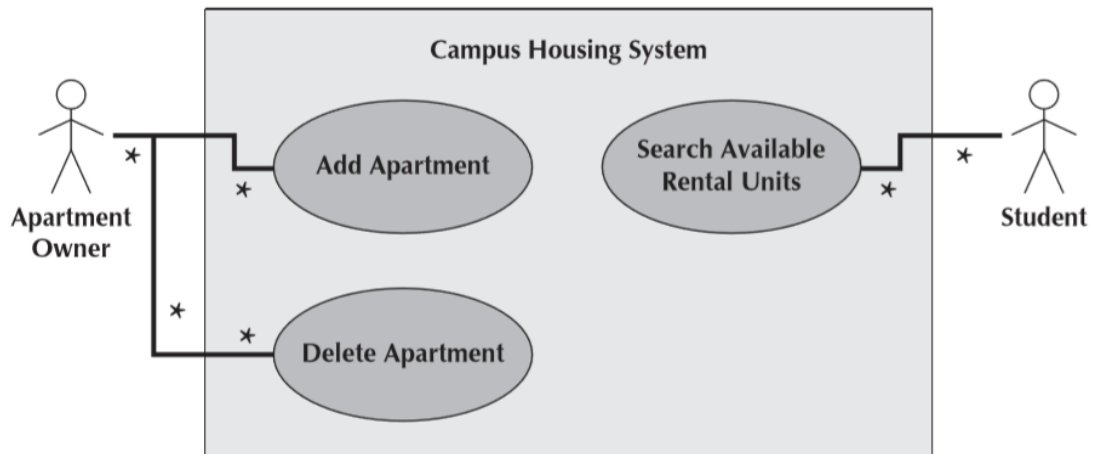 Campus Housing System
Add Apartment
Search Available
Rental Units
Apartment
Owner
Student
Delete Apartment
*
*
*
*
*
*